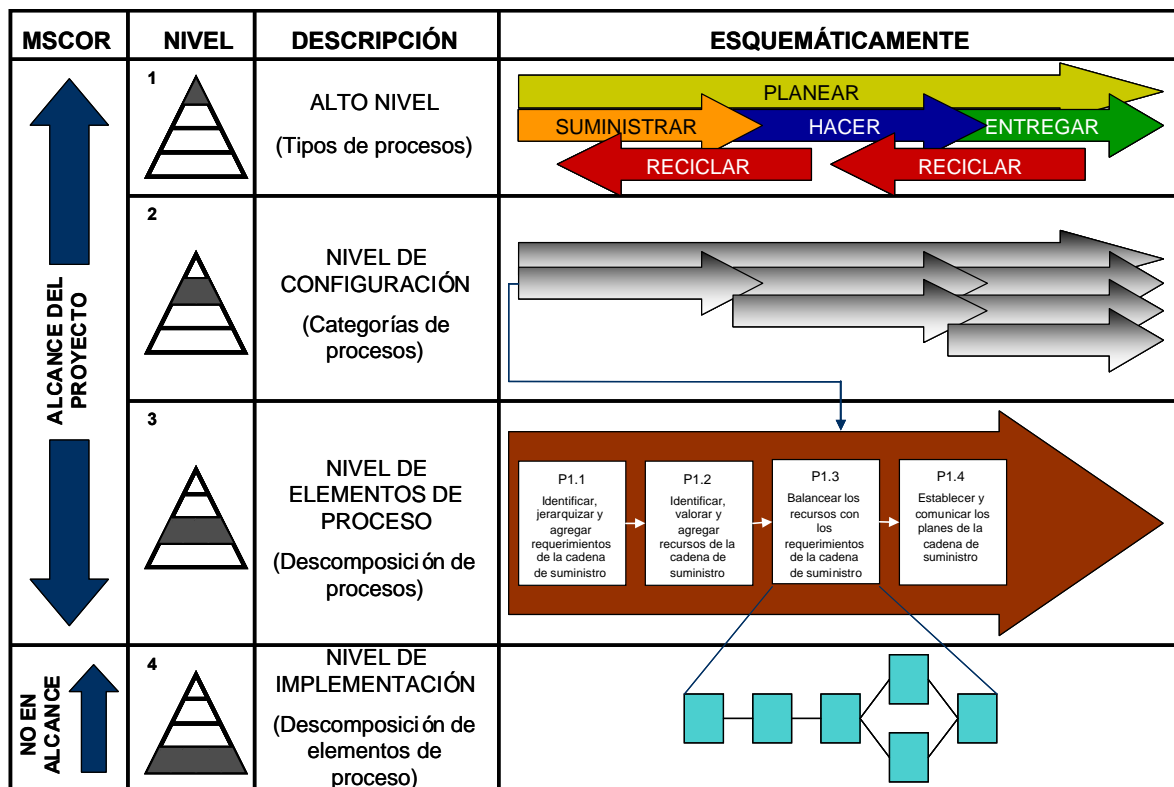 MSCOR
NIVEL
DESCRIPCIÓN
ESQUEMÁTICAMENTE
ALCANCE DEL
PROYECTO
1
ALTO NIVEL
(Tipos de procesos)
PLANEAR
SUMINISTRAR
HACER
ENTREGAR
RECICLAR
RECICLAR
2
NIVEL DE
CONFIGURACIÓN
(Categorías de
procesos)
3
NIVEL DE
ELEMENTOS DE
PROCESO
(Descomposición de
procesos)
P1.1
Identificar,
jerarquizar y
agregar
requerimientos
de la cadena
de suministro
P1.2
Identificar,
valorar y
agregar
recursos de la
cadena de
suministro
P1.3
Balancear los
recursos con
los
requerimientos
de la cadena
de suministro
P1.4
Establecer y
comunicar los
planes de la
cadena de
suministro
NO EN
ALCANCE
4
NIVEL DE
IMPLEMENTACIÓN
(Descomposición de
elementos de
proceso)